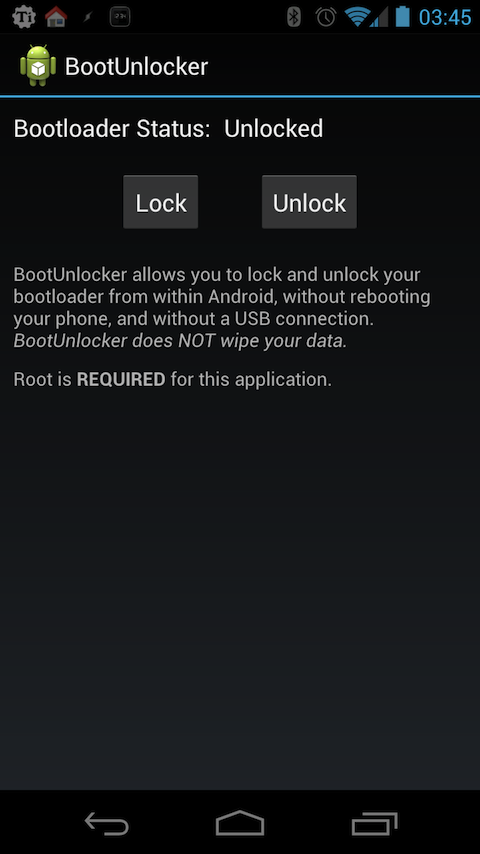 Ti 03:45
BootUnlocker
Bootloader Status: Unlocked
Lock Unlock
BootUnlocker allows you to lock and unlock your
bootloader from within Android, without rebooting
your phone, and without a USB connection.
BootUnlocker does NOT wipe your data.
Root is REQUIRED for this application.